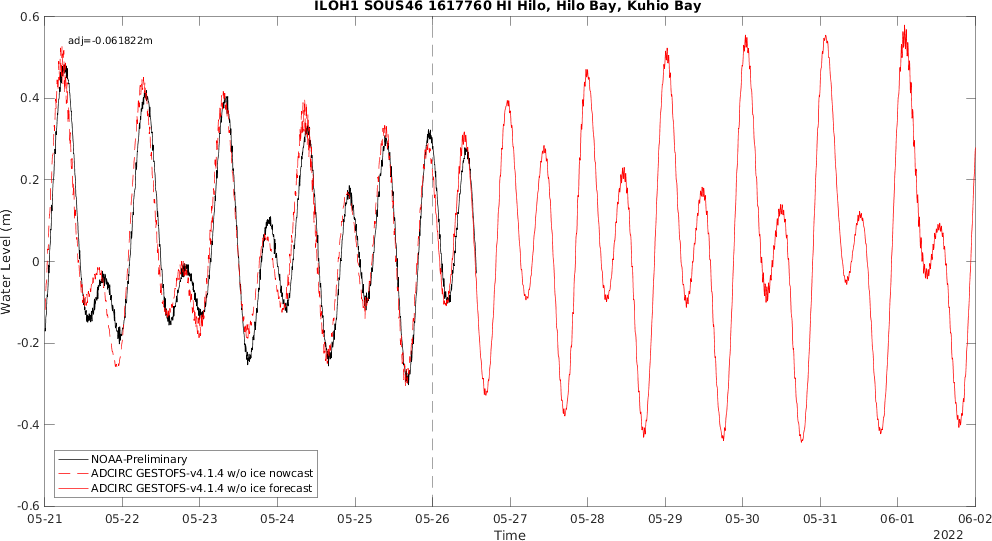 ILOH1 SOUS46 1617760 HI Hilo, Hilo Bay, Kuhio Bay
adj=-0.061822m
0.6
0.4
0.2
0
-0.2
-0.4
-0.6
Water Level (m)
NOAA-Preliminary
ADCIRC GESTOFS-v4.1.4 w/o ice nowcast
ADCIRC GESTOFS-v4.1.4 w/o ice forecast
05-21 05-22 05-23 05-24 05-25 05-26 05-27 05-28 05-29 05-30 05-31 06-01 06-02
Time
2022